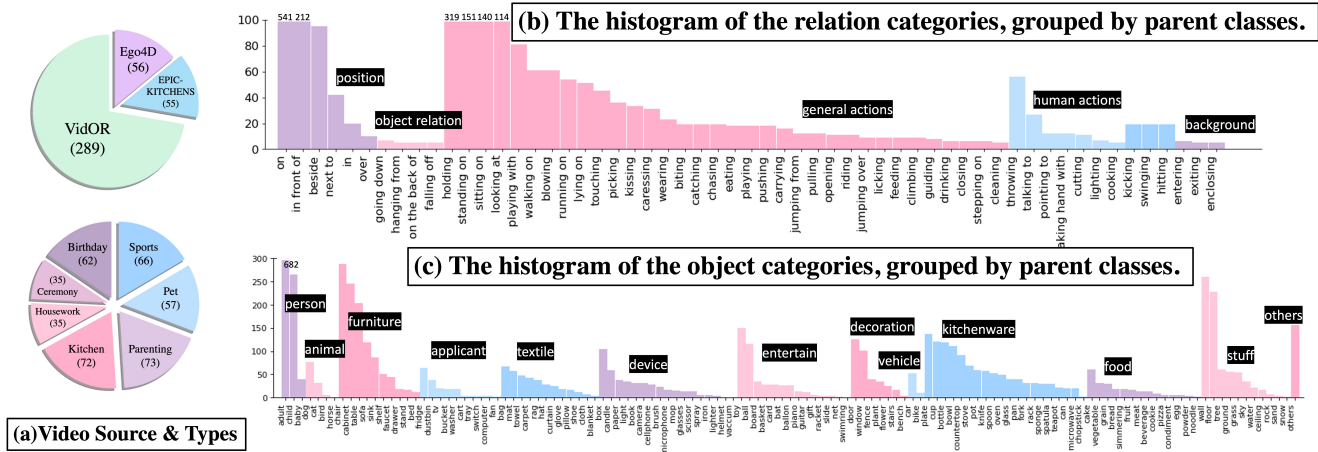 Ego4D
(56)
EPIC-
KITCHENS
(55)
VidOR
(289)
Birthday
(62)
Sports
(66)
(35)
Ceremony
Pet
(57)
Housework
(35)
Kitchen
(72)
Parenting
(73)
(a)Video Source & Types
(b) The histogram of the relation categories, grouped by parent classes.
541 212
319 151 140 114
100
80
60
40
20
0
position
object relation
general actions
human actions
background
on
in front of
beside
next to
in
over
going down
hanging from
on the back of
falling off
holding
standing on
sitting on
looking at
playing with
walking on
blowing
running on
lying on
touching
picking
kissing
caressing
wearing
biting
catching
chasing
eating
playing
pushing
carrying
jumping from
pulling
opening
riding
jumping over
licking
feeding
climbing
guiding
drinking
closing
stepping on
cleaning
throwing
talking to
pointing to
aking hand with
cutting
lighting
cooking
kicking
swinging
hitting
entering
exiting
enclosing
(c) The histogram of the object categories, grouped by parent classes.
682
300
250
200
150
100
50
0
person
animal
furniture
applicant
textile
device
entertain
decoration
vehicle
kitchenware
food
stuff
others
adult
child
baby
dog
cat
bird
horse
chair
cabinet
table
sofa
sink
shelf
faucet
drawer
stand
bed
fridge
dustbin
tv
bucket
washer
cart
tray
switch
computer
fan
bag
mat
towel
carpet
rag
hat
curtain
glove
pillow
shoe
cloth
blanket
box
candle
paper
light
book
camera
cellphone
brush
microphone
mop
glasses
scissor
spray
iron
lighter
helmet
vaccum
toy
ball
board
basket
card
bat
ballon
piano
guitar
gift
racket
slide
net
swimming
door
window
fence
plant
flower
stairs
bench
car
bike
plate
cup
bottle
bowl
countertop
stove
pot
knife
spoon
oven
glass
pan
fork
rack
sponge
spatula
teapot
can
microwave
chopstick
cake
vegetable
grain
bread
simmering
fruit
meat
beverage
cookie
pizza
condiment
egg
powder
noodle
wall
floor
tree
ground
grass
sky
water
ceiling
rock
sand
snow
others